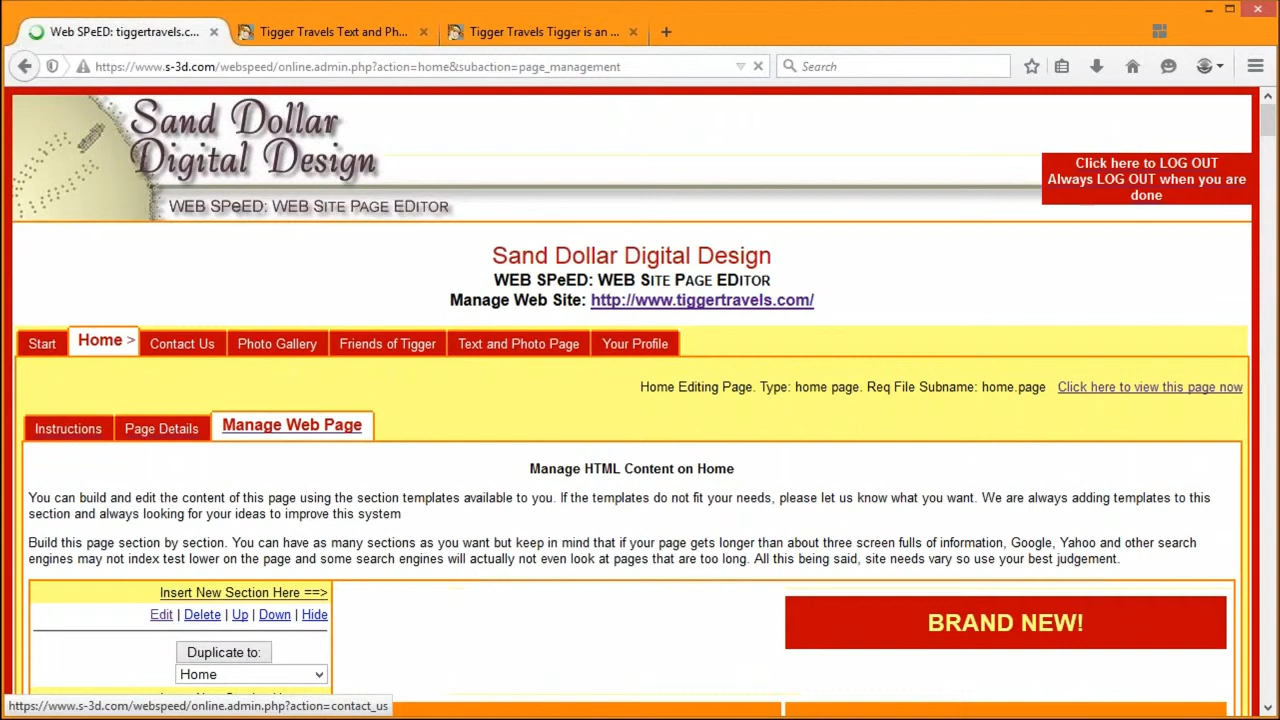 Web SPeED: tiggertravels.c...
Tigger Travels Text and Ph...
Tigger Travels Tigger is an ...
https://www.s-3d.com/webspeed/online.admin.php?action=home&subaction=page_management
Search
Sand Dollar
Digital Design
WEB SPeED: WEB SITE PAGE EDITOR
Click here to LOG OUT
Always LOG OUT when you are
done
Sand Dollar Digital Design
WEB SPeED: WEB SITE PAGE EDITOR
Manage Web Site: http://www.tiggertravels.com/
Start
Home >
Contact Us
Photo Gallery
Friends of Tigger
Text and Photo Page
Your Profile
Home Editing Page. Type: home page. Req File Subname: home.page Click here to view this page now
Instructions
Page Details
Manage Web Page
Manage HTML Content on Home
You can build and edit the content of this page using the section templates available to you. If the templates do not fit your needs, please let us know what you want. We are always adding templates to this
section and always looking for your ideas to improve this system
Build this page section by section. You can have as many sections as you want but keep in mind that if your page gets longer than about three screen fulls of information, Google, Yahoo and other search
engines may not index test lower on the page and some search engines will actually not even look at pages that are too long. All this being said, site needs vary so use your best judgement.
Insert New Section Here ==>
Edit | Delete | Up | Down | Hide
BRAND NEW!
Duplicate to:
Home
https://www.s-3d.com/webspeed/online.admin.php?action=contact_us